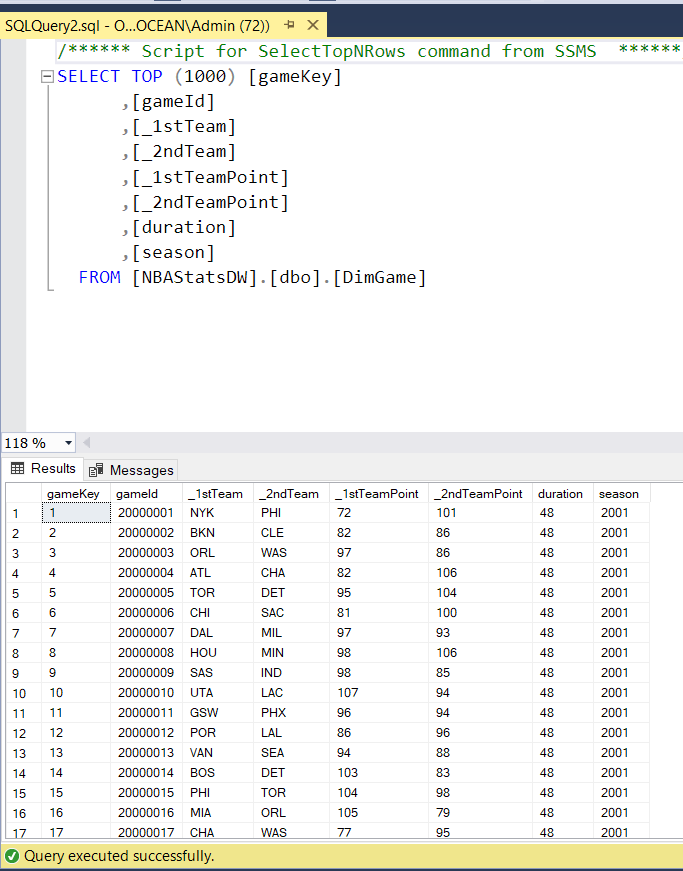 SQLQuery2.sql - O...OCEAN\Admin (72))
/****** Script for SelectTopNRows command from SSMS  ******
SELECT TOP (1000) [gameKey]
,[gameId]
,[_1stTeam]
,[_2ndTeam]
,[_1stTeamPoint]
,[_2ndTeamPoint]
,[duration]
,[season]
FROM [NBAStatsDW].[dbo].[DimGame]
118 %
Results Messages
gameKey gameId _1stTeam _2ndTeam _1stTeamPoint _2ndTeamPoint duration season
1 1 20000001 NYK PHI 72 101 48 2001
2 2 20000002 BKN CLE 82 86 48 2001
3 3 20000003 ORL WAS 97 86 48 2001
4 4 20000004 ATL CHA 82 106 48 2001
5 5 20000005 TOR DET 95 104 48 2001
6 6 20000006 CHI SAC 81 100 48 2001
7 7 20000007 DAL MIL 97 93 48 2001
8 8 20000008 HOU MIN 98 106 48 2001
9 9 20000009 SAS IND 98 85 48 2001
10 10 20000010 UTA LAC 107 94 48 2001
11 11 20000011 GSW PHX 96 94 48 2001
12 12 20000012 POR LAL 86 96 48 2001
13 13 20000013 VAN SEA 94 88 48 2001
14 14 20000014 BOS DET 103 83 48 2001
15 15 20000015 PHI TOR 104 98 48 2001
16 16 20000016 MIA ORL 105 79 48 2001
17 17 20000017 CHA WAS 77 95 48 2001
Query executed successfully.